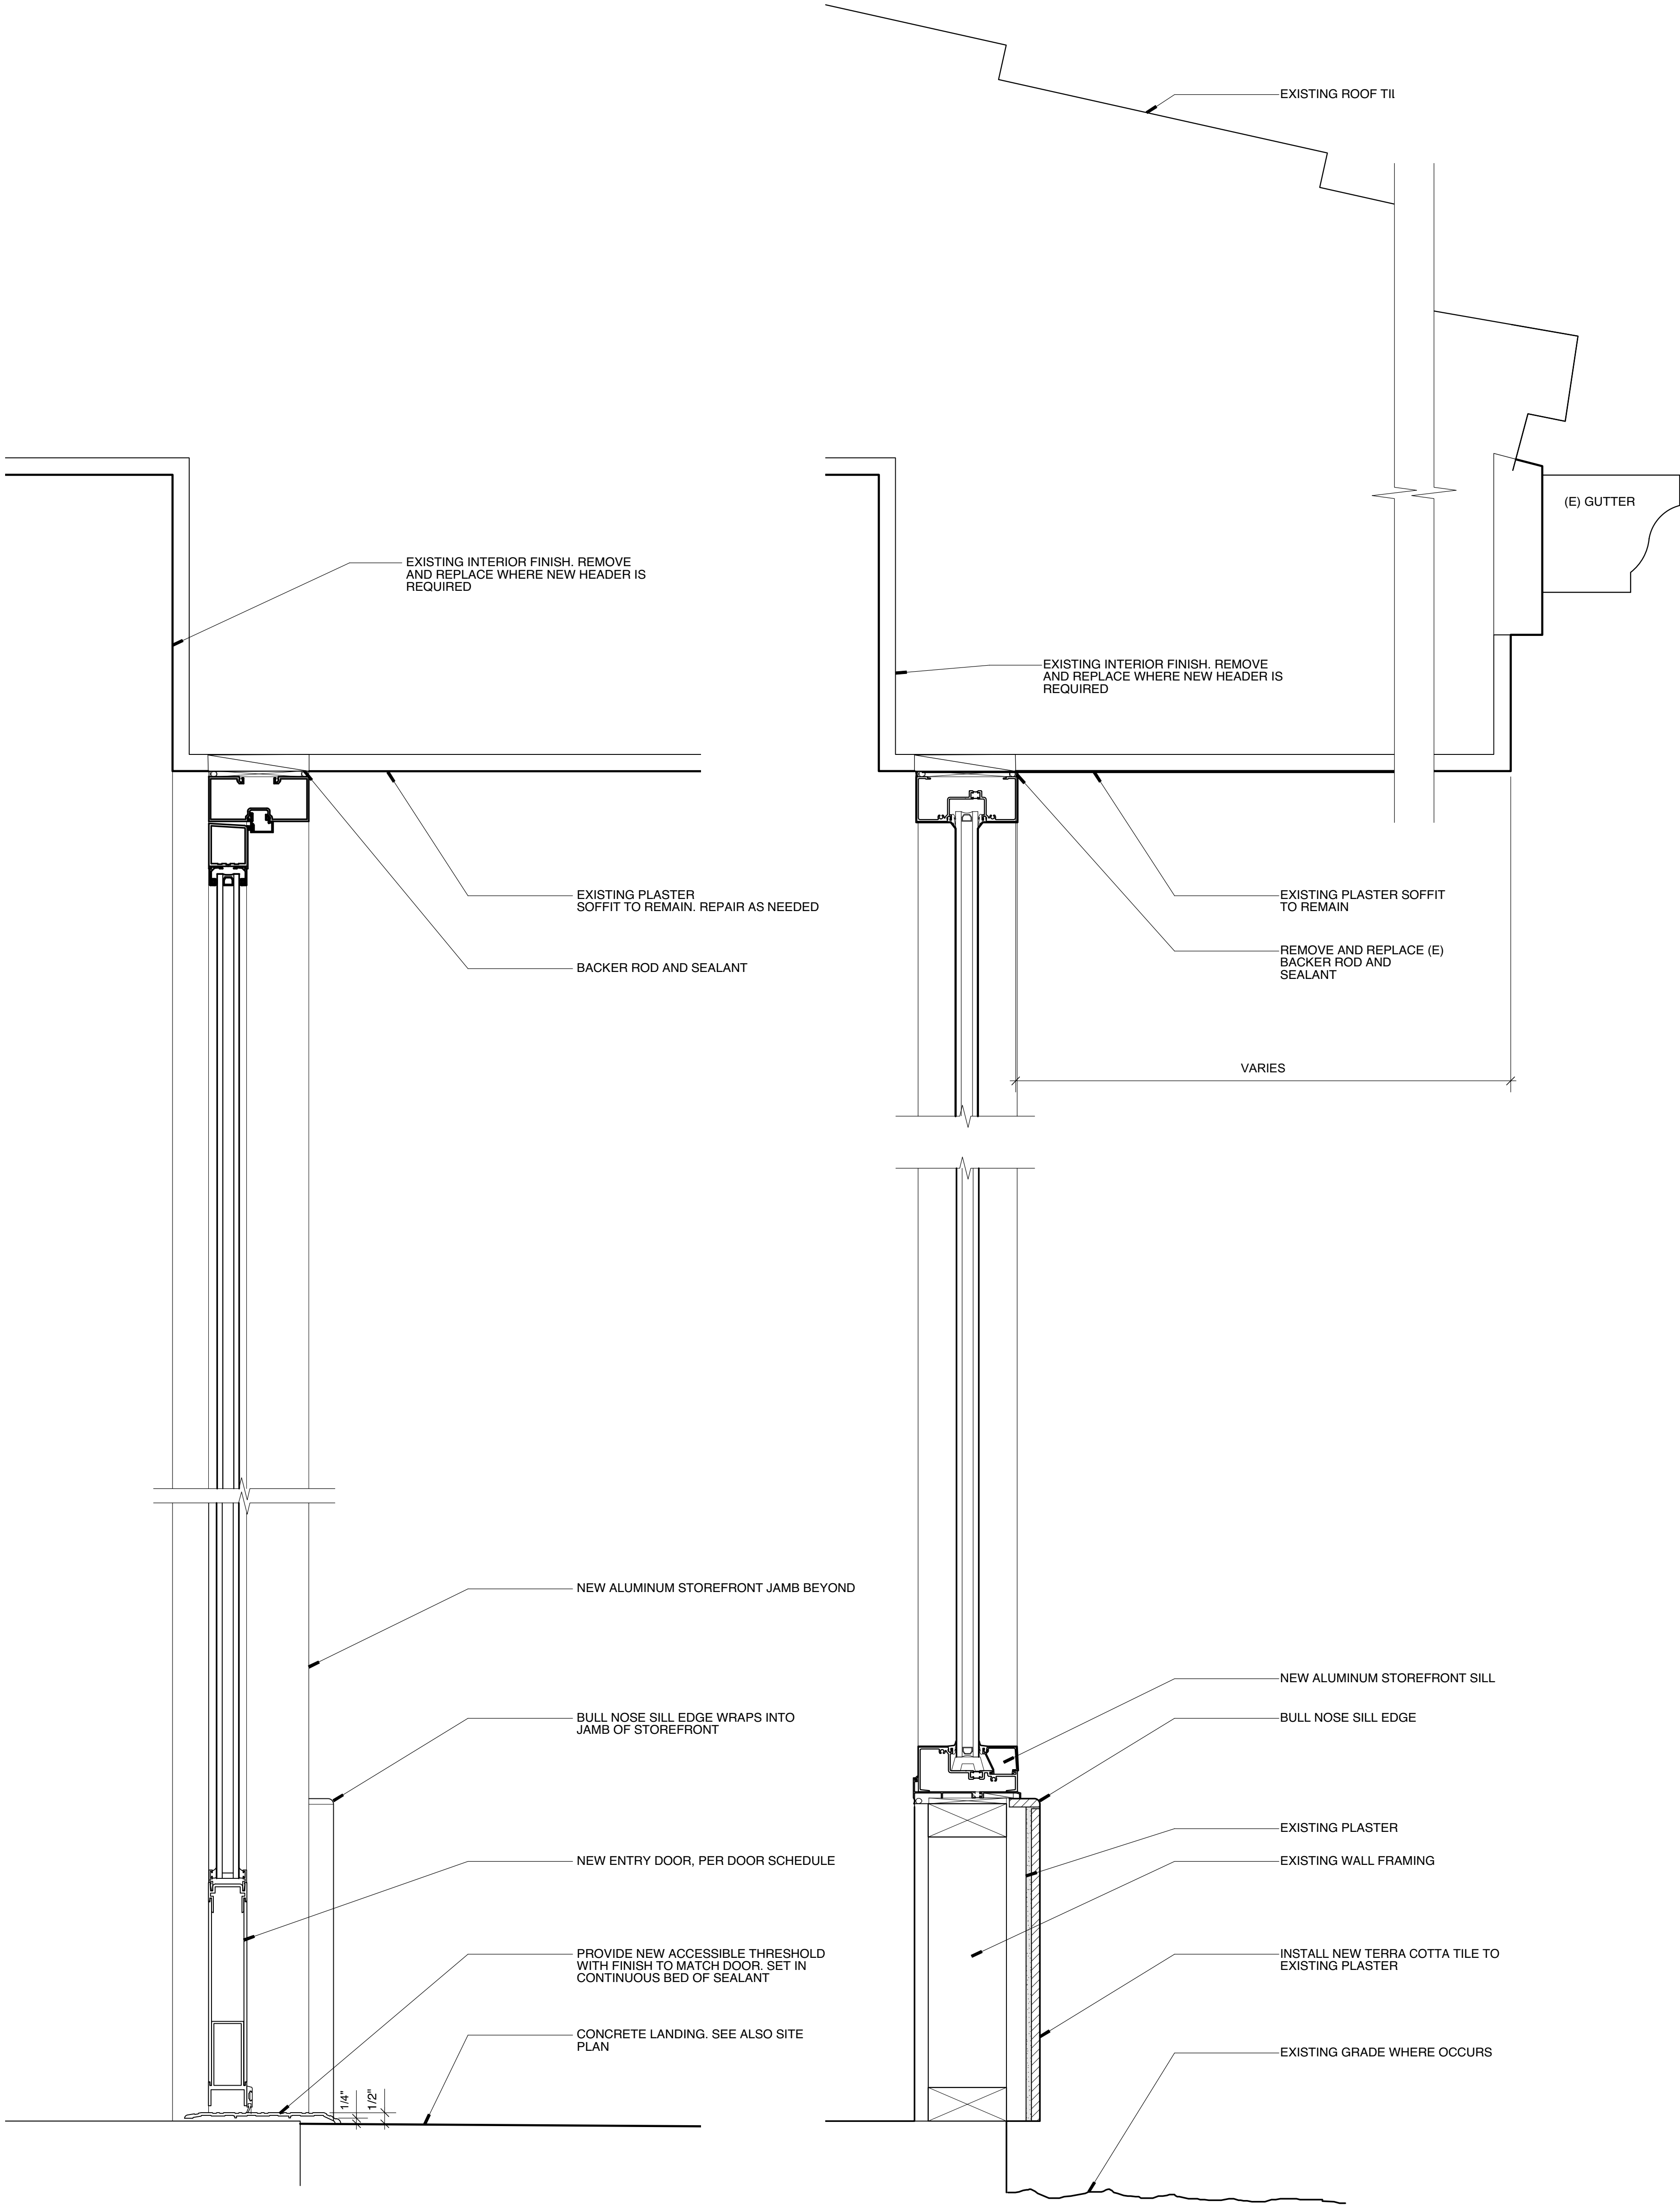 EXISTING ROOF TIL
(E) GUTTER
EXISTING INTERIOR FINISH. REMOVE
AND REPLACE WHERE NEW HEADER IS
REQUIRED
EXISTING INTERIOR FINISH. REMOVE
AND REPLACE WHERE NEW HEADER IS
REQUIRED
EXISTING PLASTER
SOFFIT TO REMAIN. REPAIR AS NEEDED
BACKER ROD AND SEALANT
EXISTING PLASTER SOFFIT
TO REMAIN
REMOVE AND REPLACE (E)
BACKER ROD AND
SEALANT
VARIES
NEW ALUMINUM STOREFRONT JAMB BEYOND
BULL NOSE SILL EDGE WRAPS INTO
JAMB OF STOREFRONT
NEW ENTRY DOOR, PER DOOR SCHEDULE
PROVIDE NEW ACCESSIBLE THRESHOLD
WITH FINISH TO MATCH DOOR. SET IN
CONTINUOUS BED OF SEALANT
CONCRETE LANDING. SEE ALSO SITE
PLAN
1/4"
1/2"
NEW ALUMINUM STOREFRONT SILL
BULL NOSE SILL EDGE
EXISTING PLASTER
EXISTING WALL FRAMING
INSTALL NEW TERRA COTTA TILE TO
EXISTING PLASTER
EXISTING GRADE WHERE OCCURS